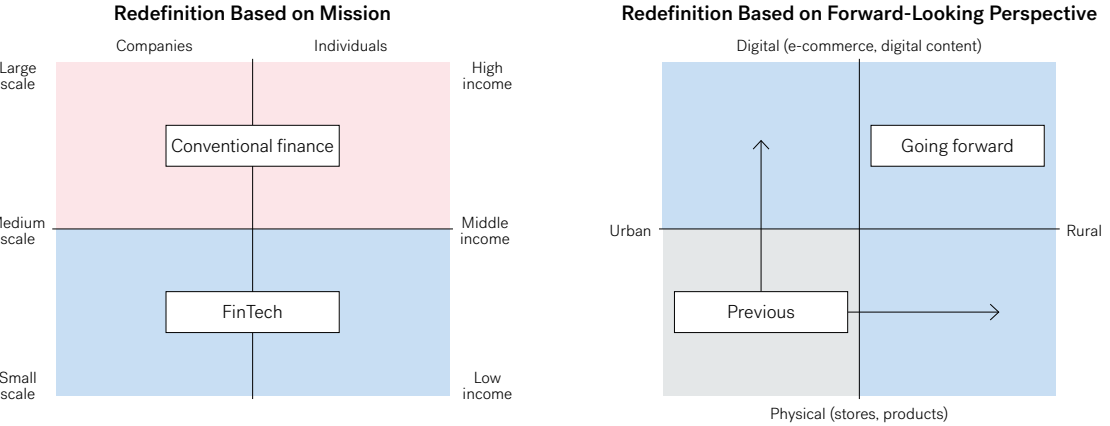 Redefinition Based on Mission
Companies
Individuals
Large
scale
High
income
Conventional finance
Medium
scale
Middle
income
FinTech
Small
scale
Low
income
Redefinition Based on Forward-Looking Perspective
Digital (e-commerce, digital content)
Going forward
Urban
Rural
Previous
Physical (stores, products)